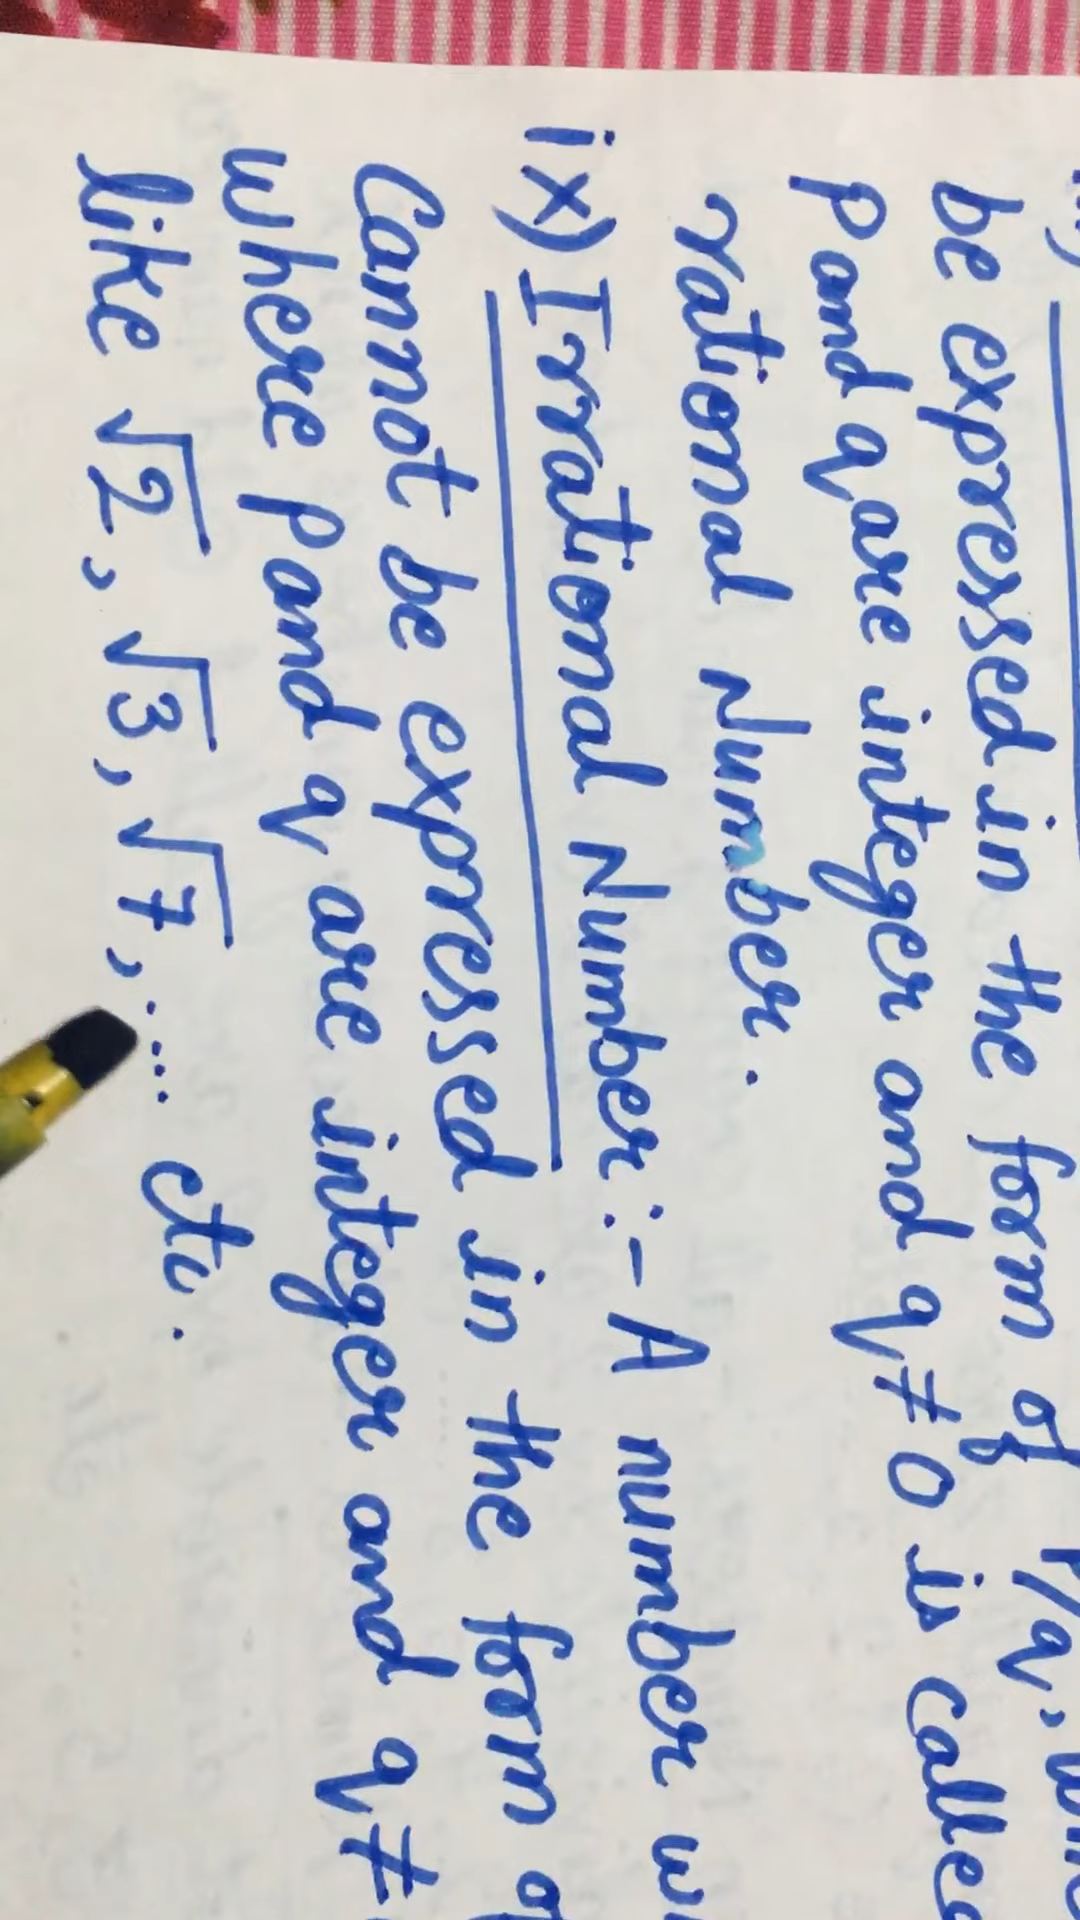 be expressed in the form of P/q,
P and q are integer and q ≠ 0 is called
rational Number.
ix) Irrational Number :- A number
Cannot be expressed in the form
where P and q are integer and q ≠
like √2, √3, √7, .... etc.